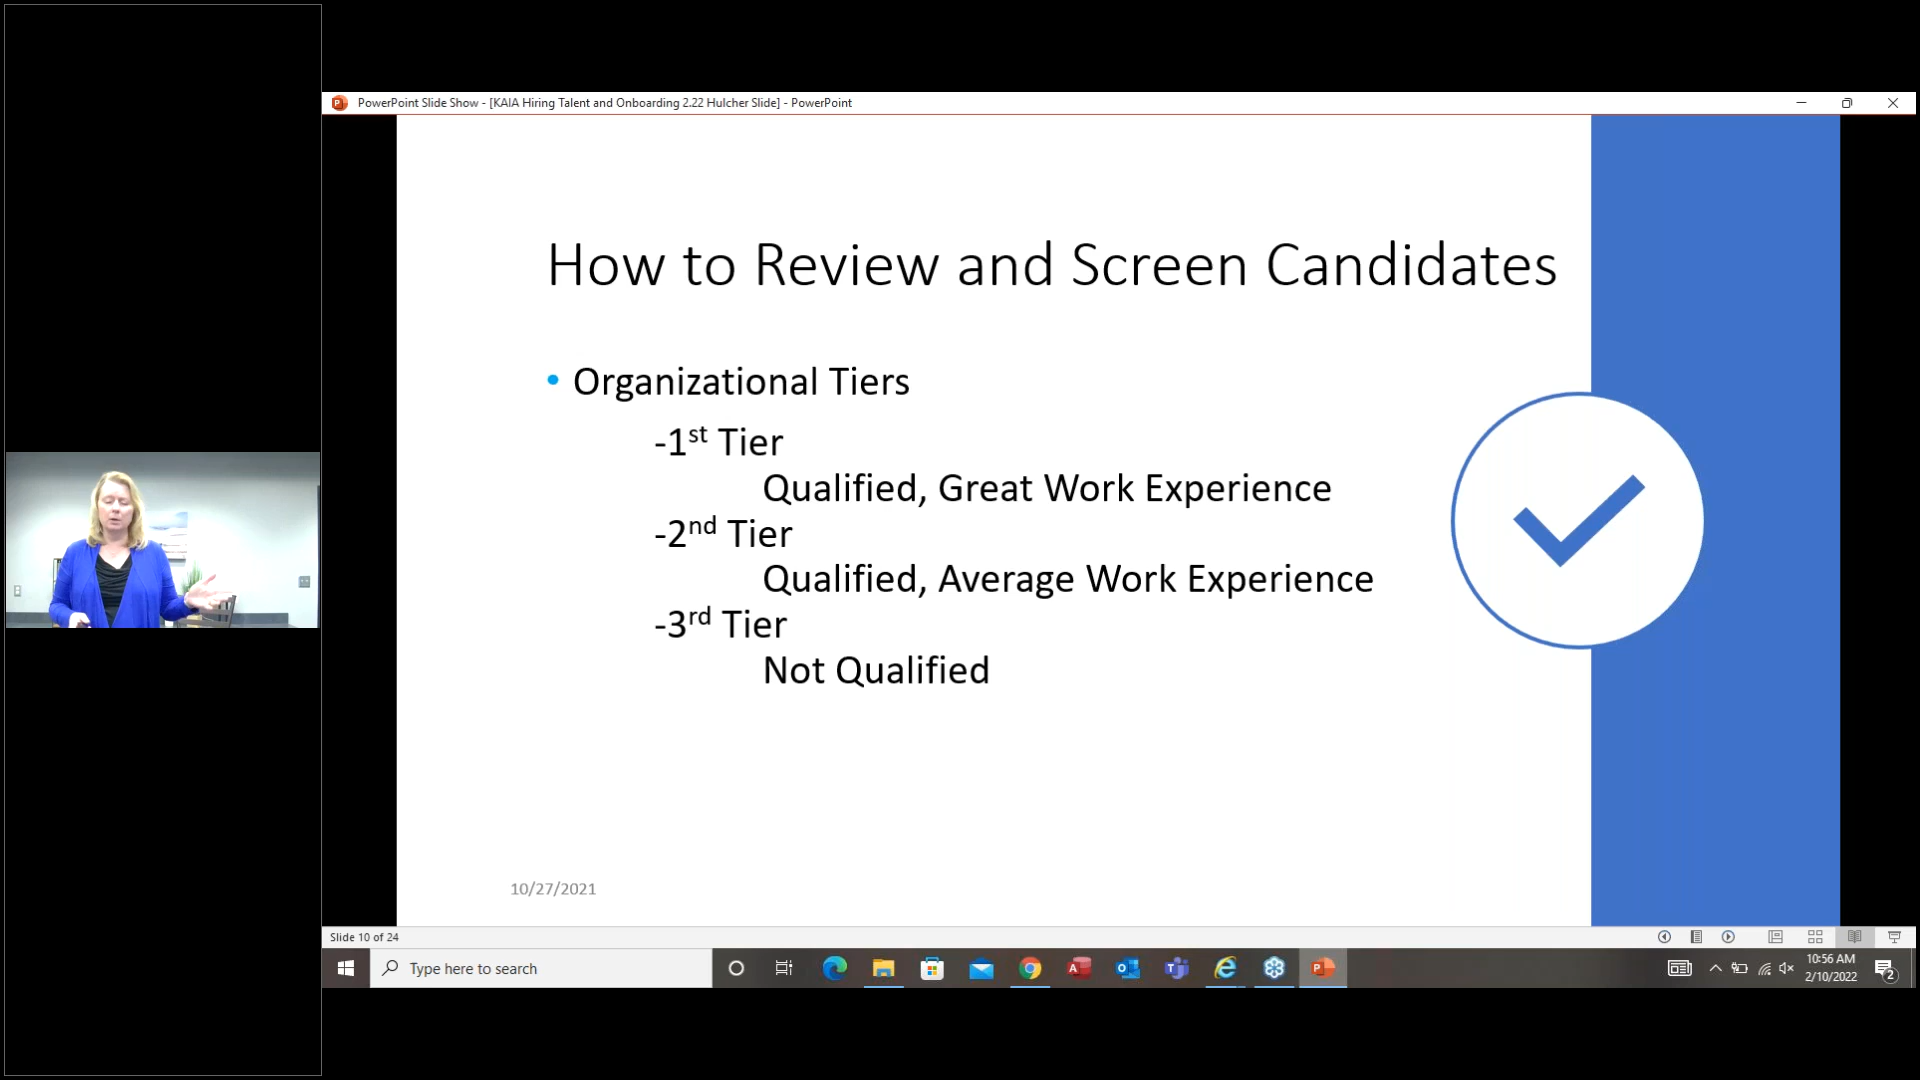 PowerPoint Slide Show - [KAIA Hiring Talent and Onboarding 2.22 Hulcher Slide] - PowerPoint
How to Review and Screen Candidates
• Organizational Tiers
-1st Tier
Qualified, Great Work Experience
-2nd Tier
Qualified, Average Work Experience
-3rd Tier
Not Qualified
10/27/2021
Slide 10 of 24
Type here to search
10:56 AM
2/10/2022
2